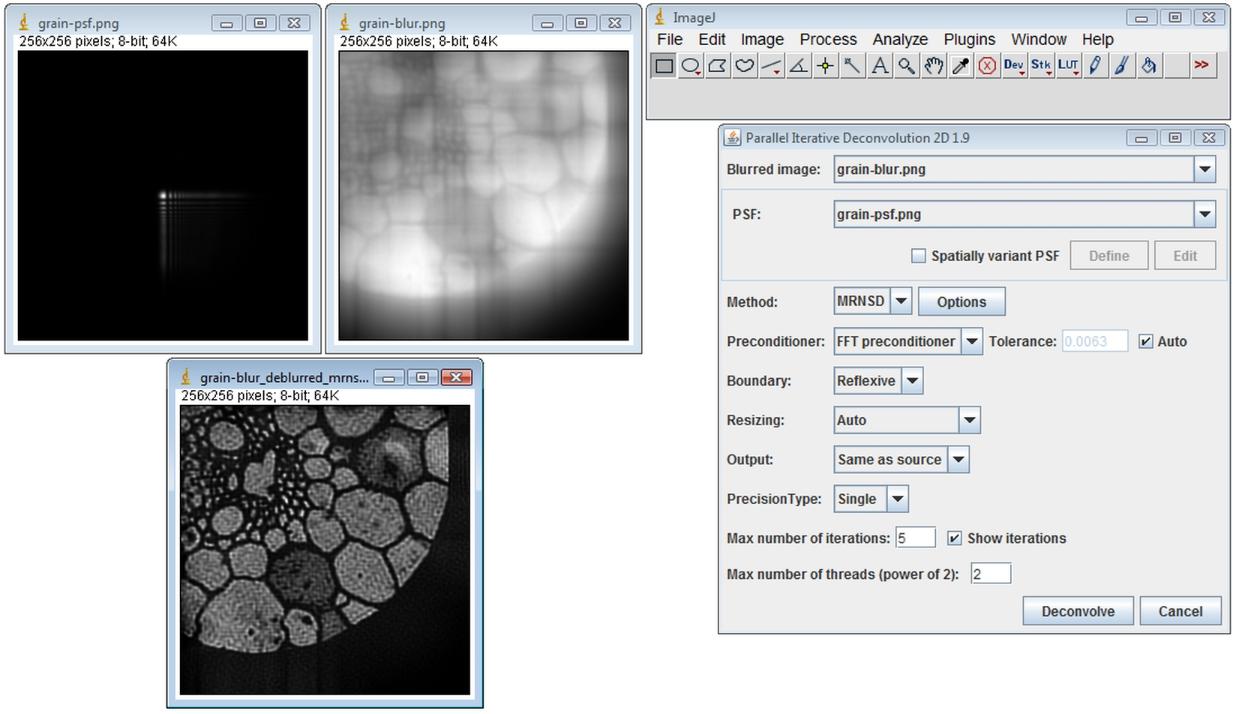 grain-psf.png
256x256 pixels; 8-bit; 64K
grain-blur.png
256x256 pixels; 8-bit; 64K
ImageJ
File Edit Image Process Analyze Plugins Window Help
A Dev Stk LUT >>
Parallel Iterative Deconvolution 2D 1.9
Blurred image: grain-blur.png
PSF: grain-psf.png
Spatially variant PSF Define Edit
Method: MRNSD Options
Preconditioner: FFT preconditioner Tolerance: 0.0063 Auto
Boundary: Reflexive
Resizing: Auto
Output: Same as source
PrecisionType: Single
Max number of iterations: 5 Show iterations
Max number of threads (power of 2): 2
Deconvolve Cancel
grain-blur_deblurred_mrns...
256x256 pixels; 8-bit; 64K